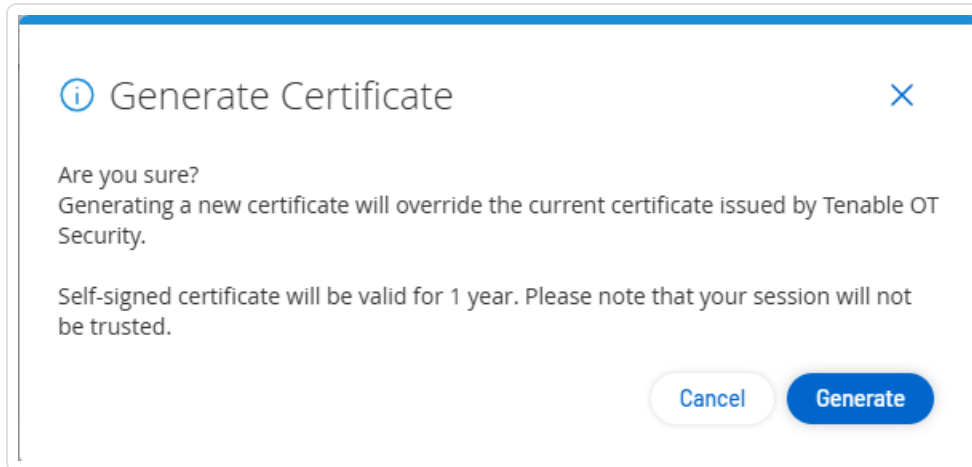 Generate Certificate
Are you sure?
Generating a new certificate will override the current certificate issued by Tenable OT
Security.
Self-signed certificate will be valid for 1 year. Please note that your session will not
be trusted.
Cancel
Generate